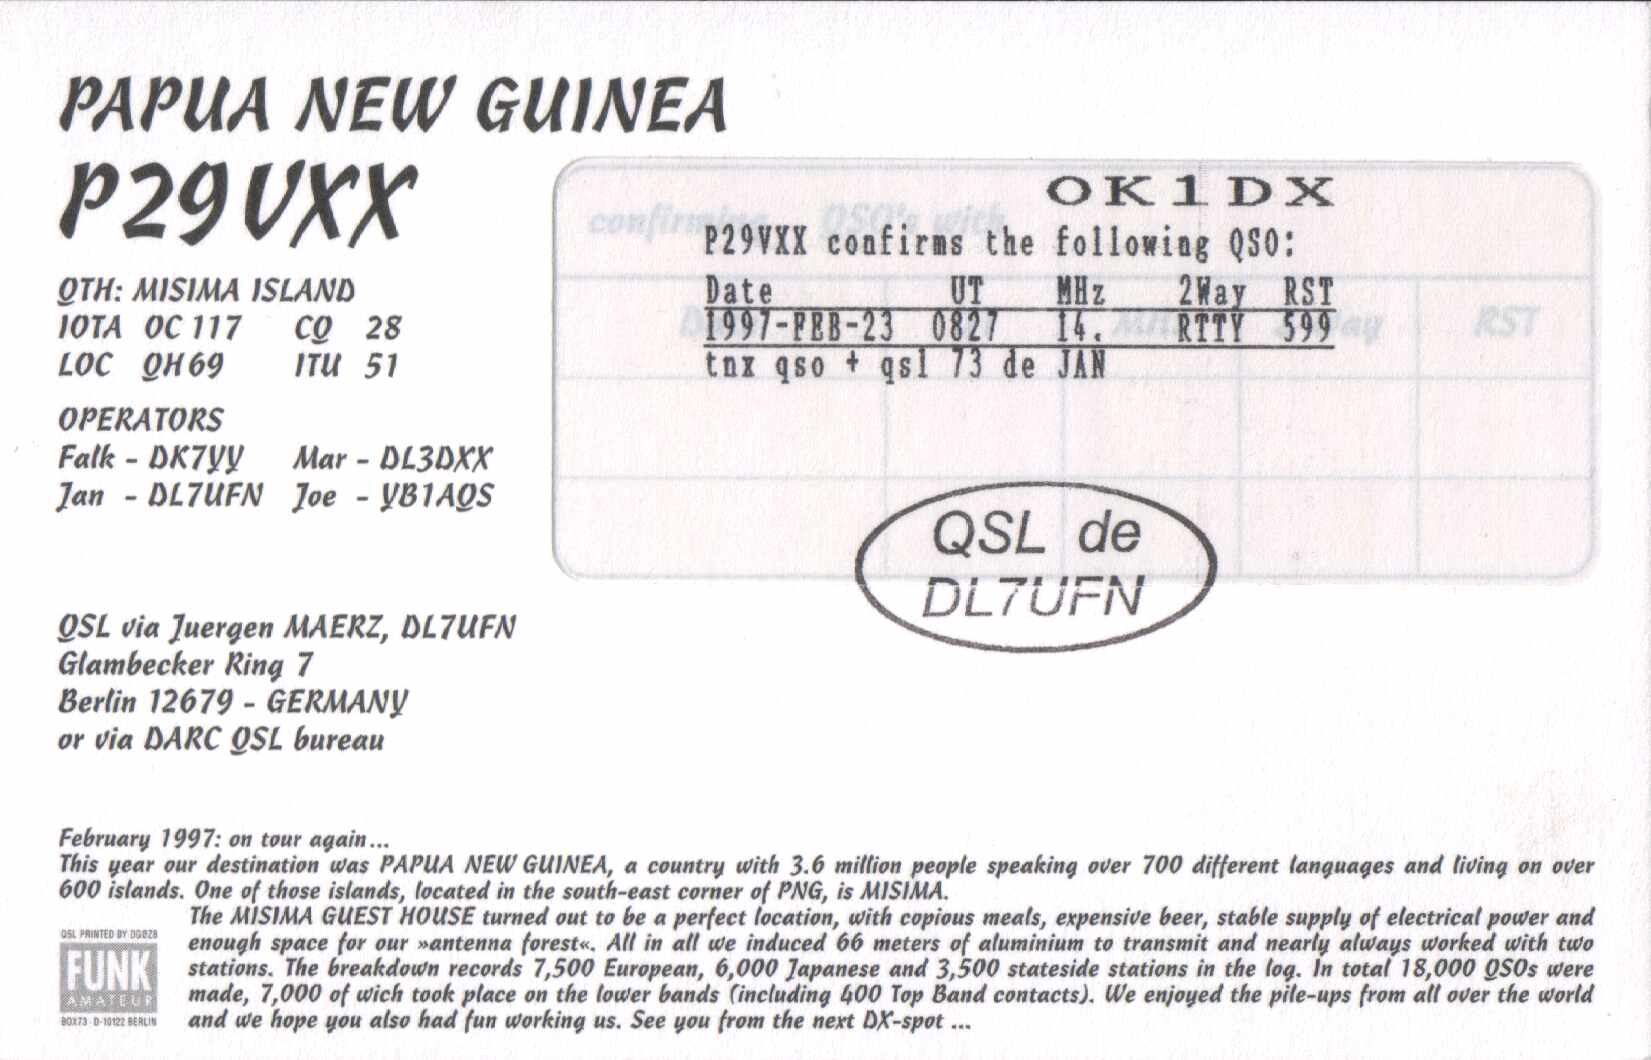 PAPUA NEW GUINEA
P29VXX
QTH: MISIMA ISLAND
IOTA OC 117 CQ 28
LOC QH69 ITU 51
OPERATORS
Falk - DK7YY Mar - DL3DXX
Jan - DL7UFN Joe - YB1AQS
confirming QSO's with
OK1DX
P29VXX confirms the following QSO:
Date UT MHz 2Way RST
1997-FEB-23 0827 14. RTTY 599
RST
tnx qso + qsl 73 de JAN
QSL de
DL7UFN
QSL via Juergen MAERZ, DL7UFN
Glambecker Ring 7
Berlin 12679 - GERMANY
or via DARC QSL bureau
February 1997: on tour again...
This year our destination was PAPUA NEW GUINEA, a country with 3.6 million people speaking over 700 different languages and living on over
600 islands. One of those islands, located in the south-east corner of PNG, is MISIMA.
The MISIMA GUEST HOUSE turned out to be a perfect location, with copious meals, expensive beer, stable supply of electrical power and
enough space for our »antenna forest«. All in all we induced 66 meters of aluminium to transmit and nearly always worked with two
stations. The breakdown records 7,500 European, 6,000 Japanese and 3,500 stateside stations in the log. In total 18,000 QSOs were
made, 7,000 of wich took place on the lower bands (including 400 Top Band contacts). We enjoyed the pile-ups from all over the world
and we hope you also had fun working us. See you from the next DX-spot ...
QSL PRINTED BY DG0ZB
FUNK
AMATEUR
BOX73 · D-10122 BERLIN